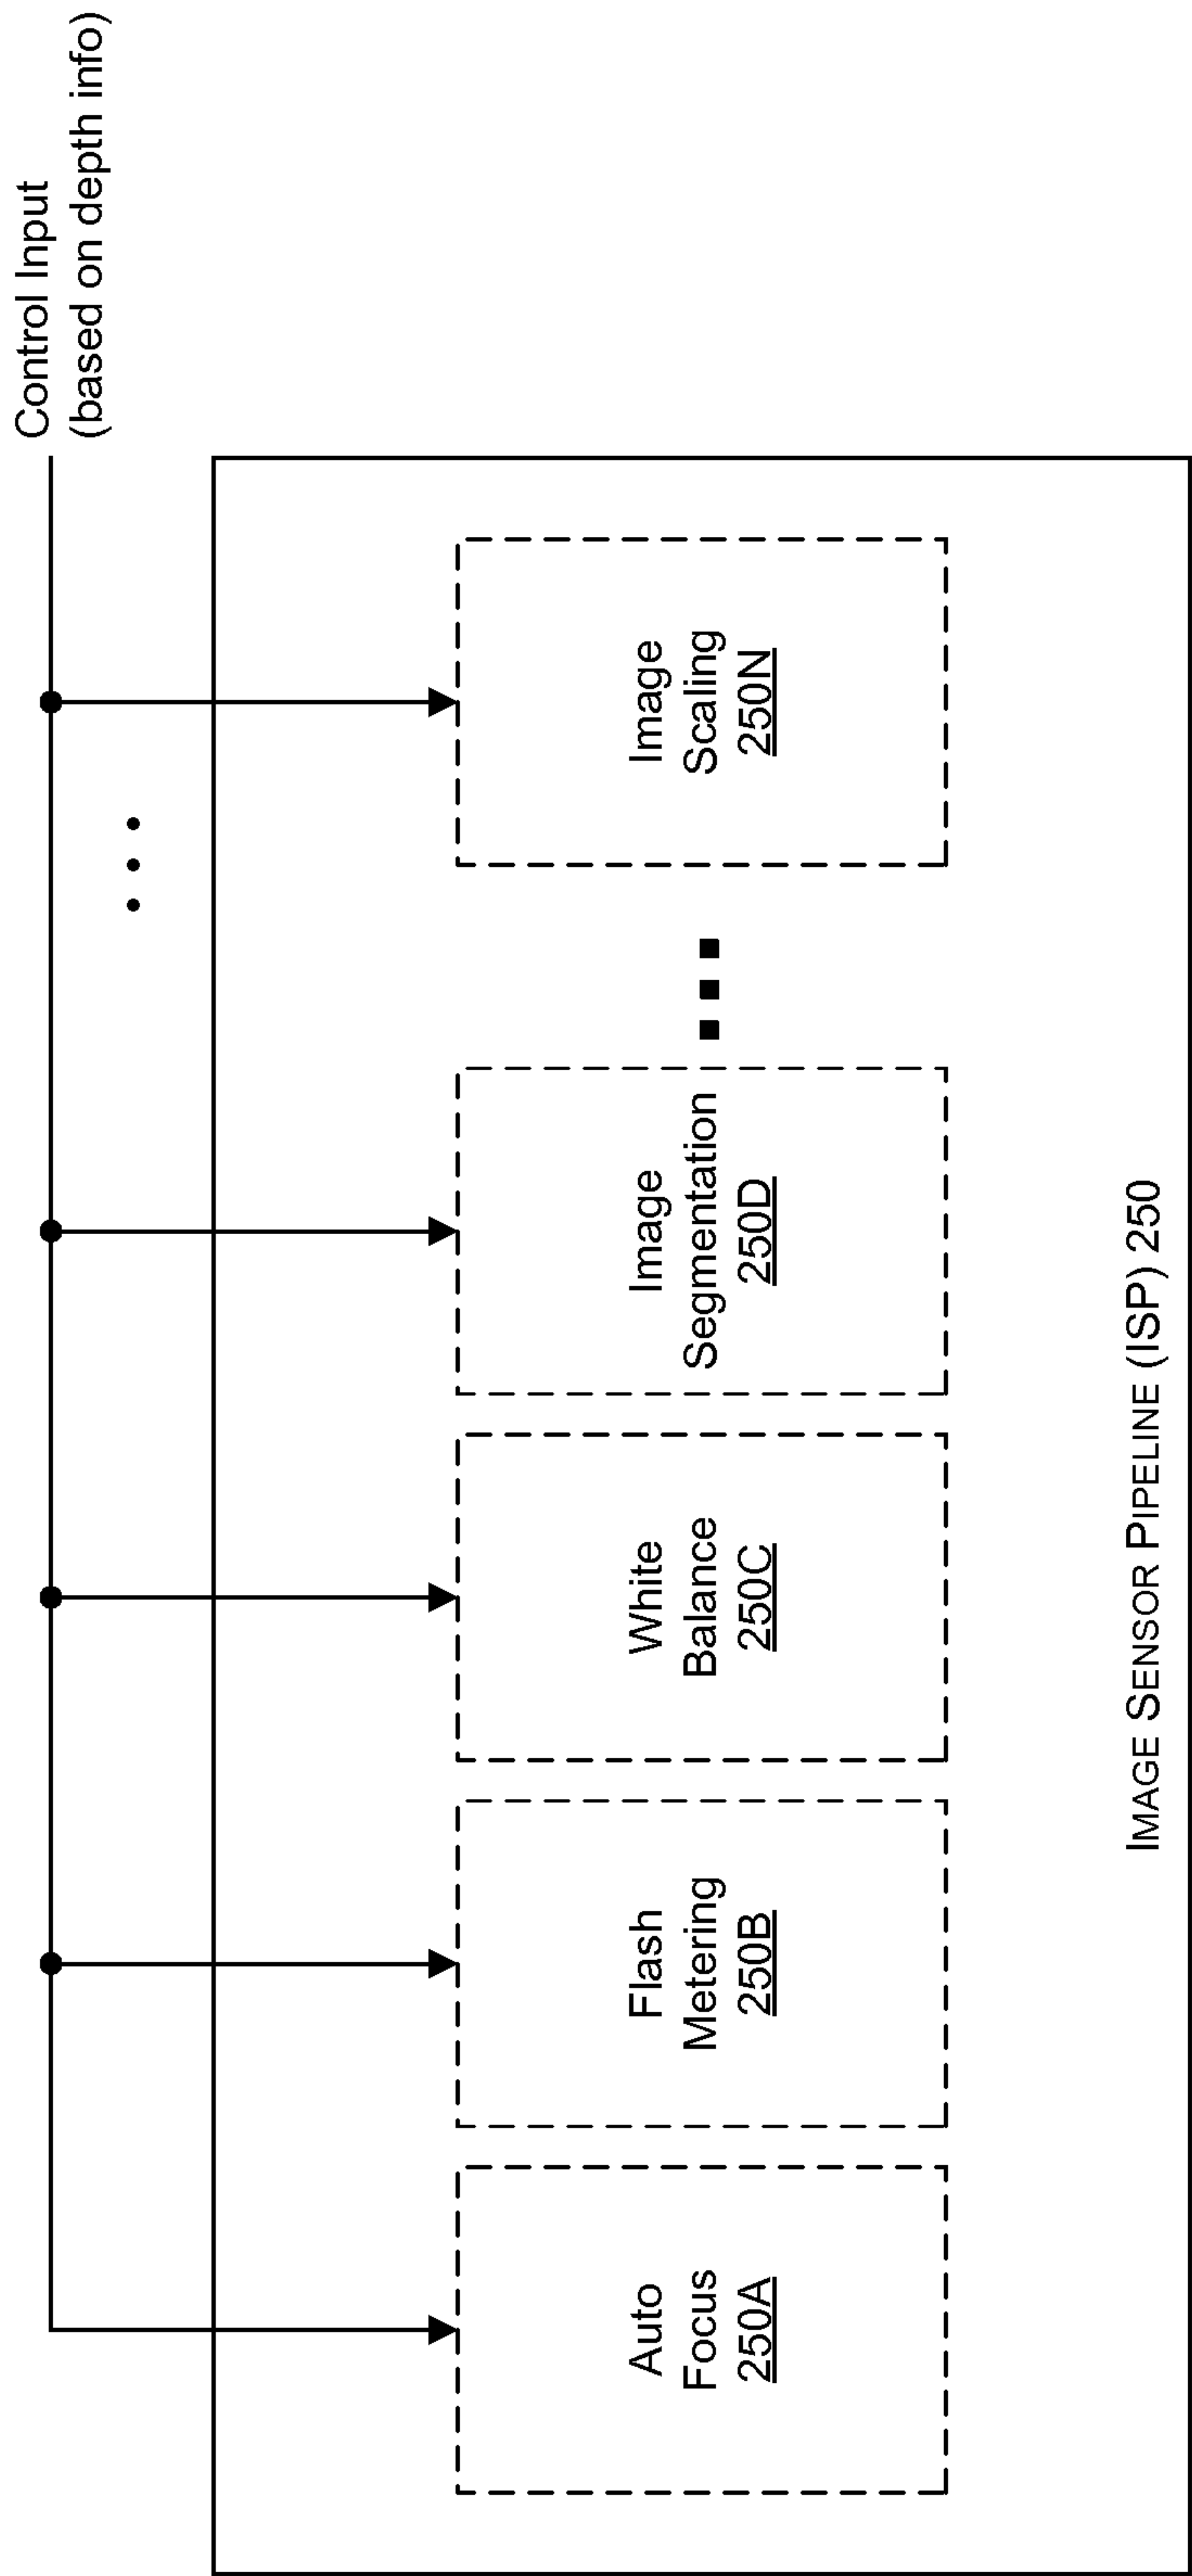 Control Input
(based on depth info)
Auto
Focus
250A
Flash
Metering
250B
White
Balance
250C
Image
Segmentation
250D
Image
Scaling
250N
IMAGE SENSOR PIPELINE (ISP) 250